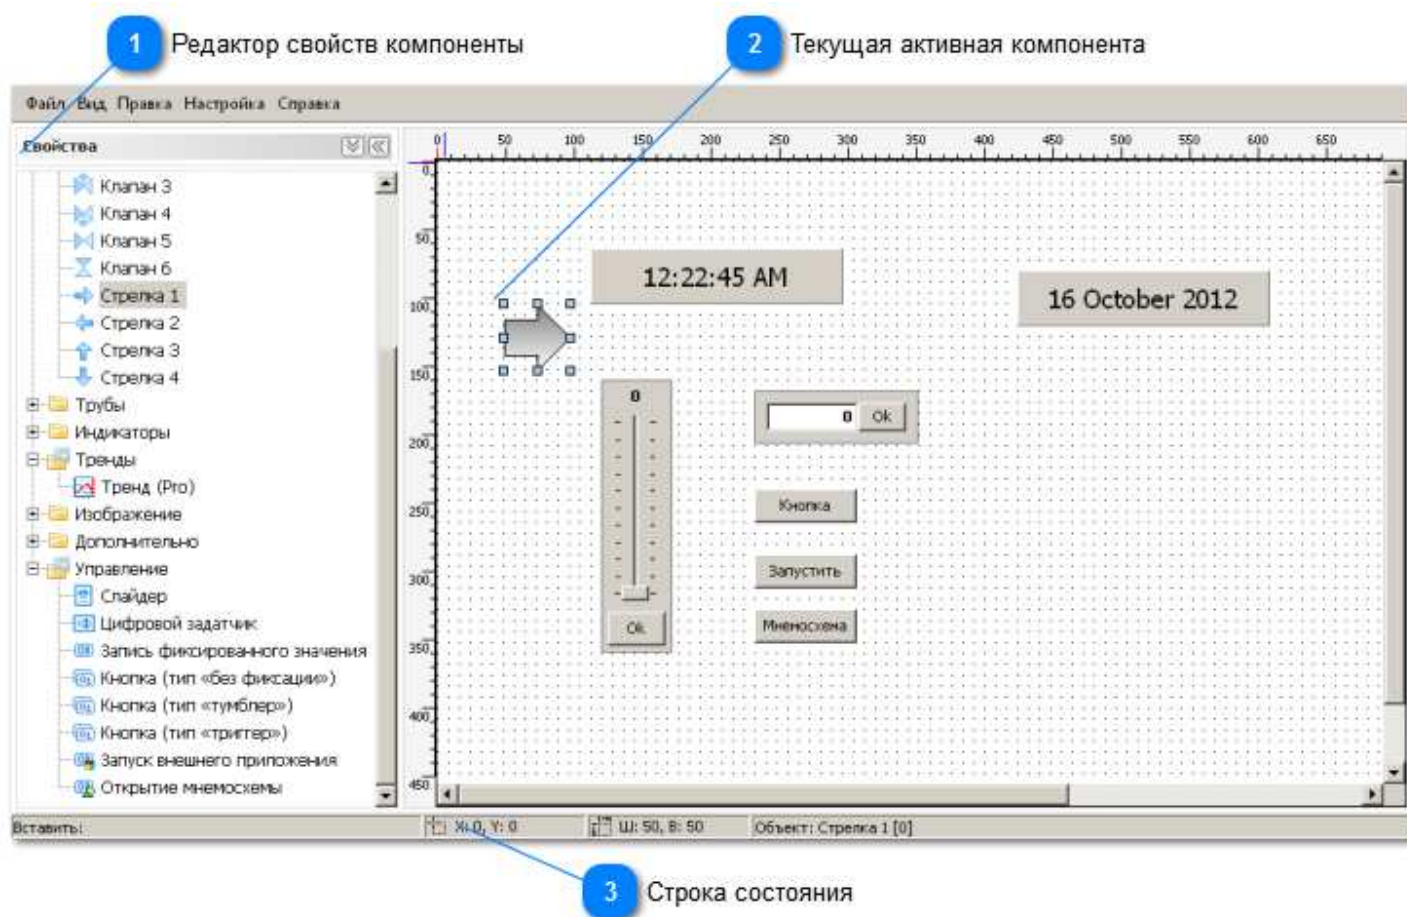 1 Редактор свойств компоненты
2 Текущая активная компонента
Файл Вид Правка Настройка Справка
Свойства
0 50 100 150 200 250 300 350 400 450 500 550 600 650
0
50
100
150
200
250
300
350
400
450
Клапан 3
Клапан 4
Клапан 5
Клапан 6
Стрелка 1
Стрелка 2
Стрелка 3
Стрелка 4
Трубы
Индикаторы
Тренды
Тренд (Pro)
Изображение
Дополнительно
Управление
Слайдер
Цифровой задатчик
Запись фиксированного значения
Кнопка (тип «без фиксации»)
Кнопка (тип «тумблер»)
Кнопка (тип «триггер»)
Запуск внешнего приложения
Открытие мнемосхемы
12:22:45 AM
16 October 2012
0
Ok
0 Ok
Кнопка
Запустить
Мнемосхема
Вставить: X: 0, Y: 0 Ш: 50, В: 50 Объект: Стрелка 1 [0]
3 Строка состояния